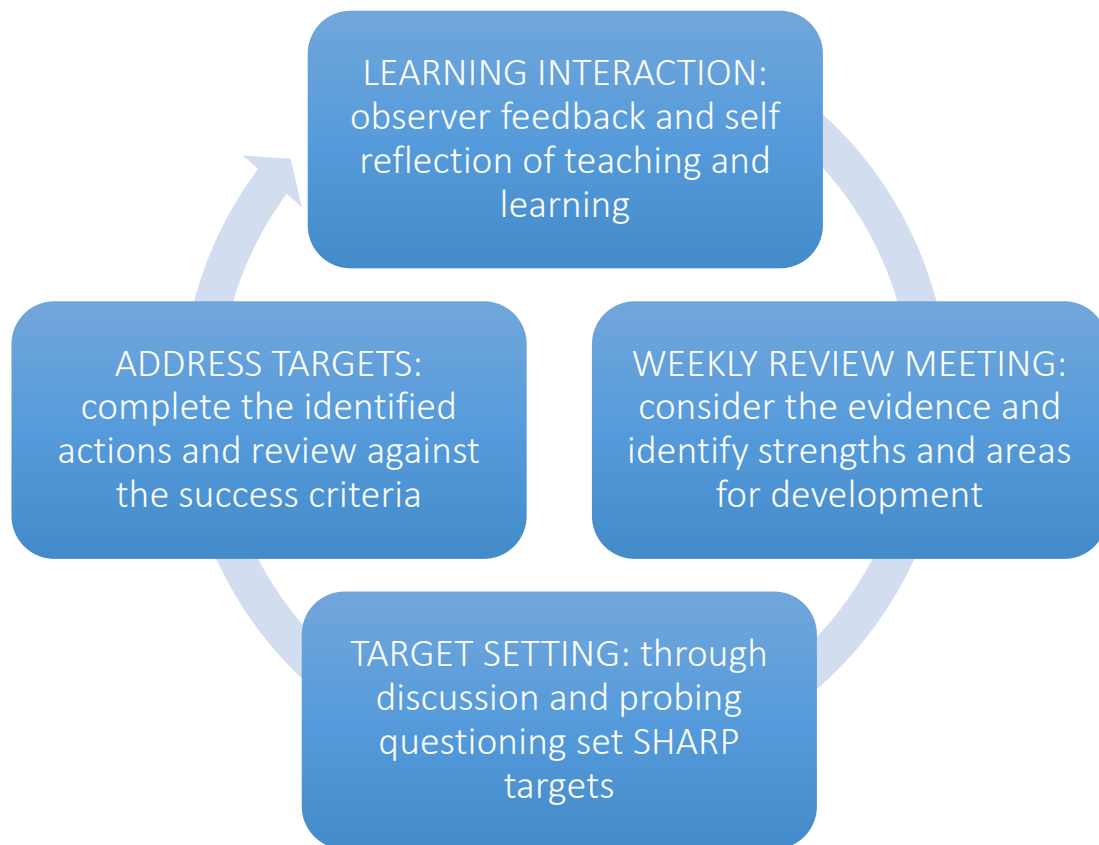 LEARNING INTERACTION:
observer feedback and self
reflection of teaching and
learning
WEEKLY REVIEW MEETING:
consider the evidence and
identify strengths and areas
for development
TARGET SETTING: through
discussion and probing
questioning set SHARP
targets
ADDRESS TARGETS:
complete the identified
actions and review against
the success criteria